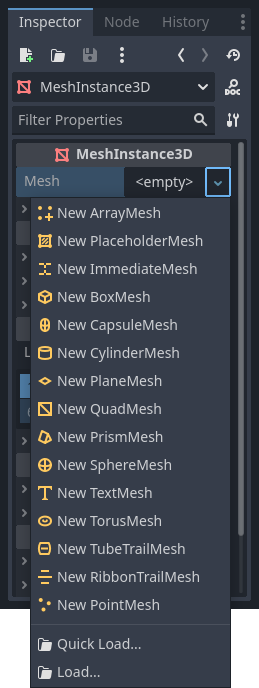 Inspector Node History
MeshInstance3D
DOC
Filter Properties
MeshInstance3D
Mesh <empty>
New ArrayMesh
New PlaceholderMesh
New ImmediateMesh
New BoxMesh
New CapsuleMesh
New CylinderMesh
New PlaneMesh
New QuadMesh
New PrismMesh
New SphereMesh
New TextMesh
New TorusMesh
New TubeTrailMesh
New RibbonTrailMesh
New PointMesh
Quick Load...
Load...